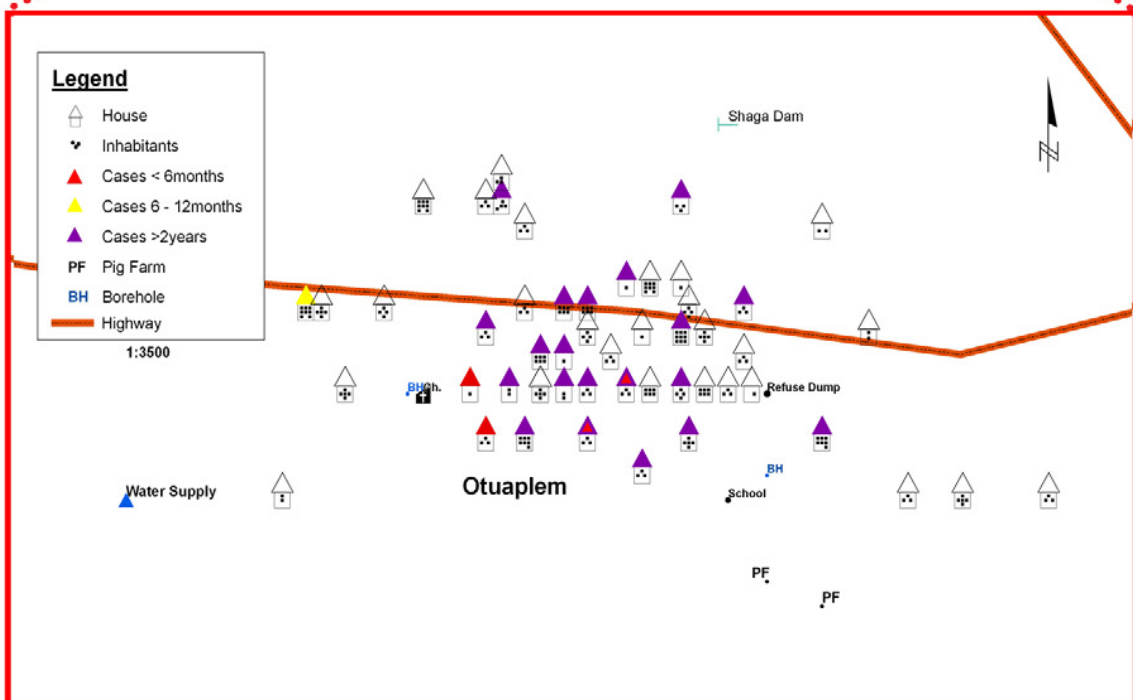 Legend
House
Inhabitants
Cases < 6months
Cases 6 - 12months
Cases >2years
PF Pig Farm
BH Borehole
Highway
1:3500
Shaga Dam
N
BH
Ch.
Refuse Dump
BH
School
Otuaplem
Water Supply
PF
PF